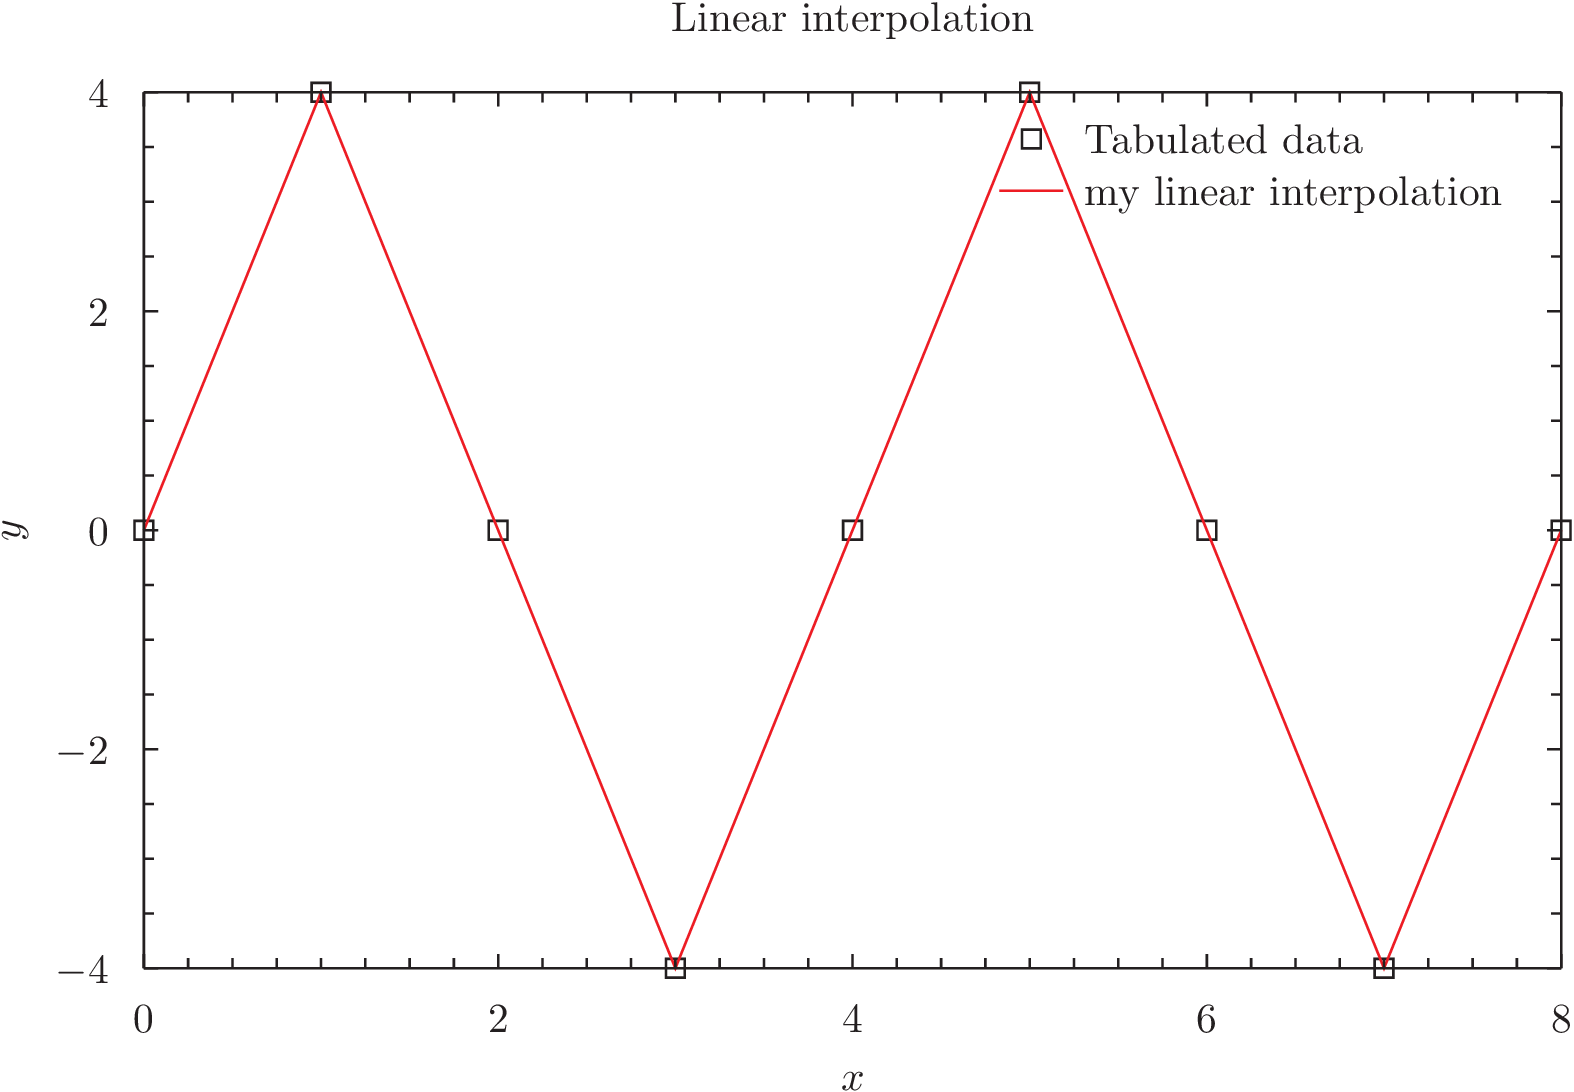 Linear interpolation
4
2
0
−2
−4
y
Tabulated data
my linear interpolation
0 2 4 6 8
x